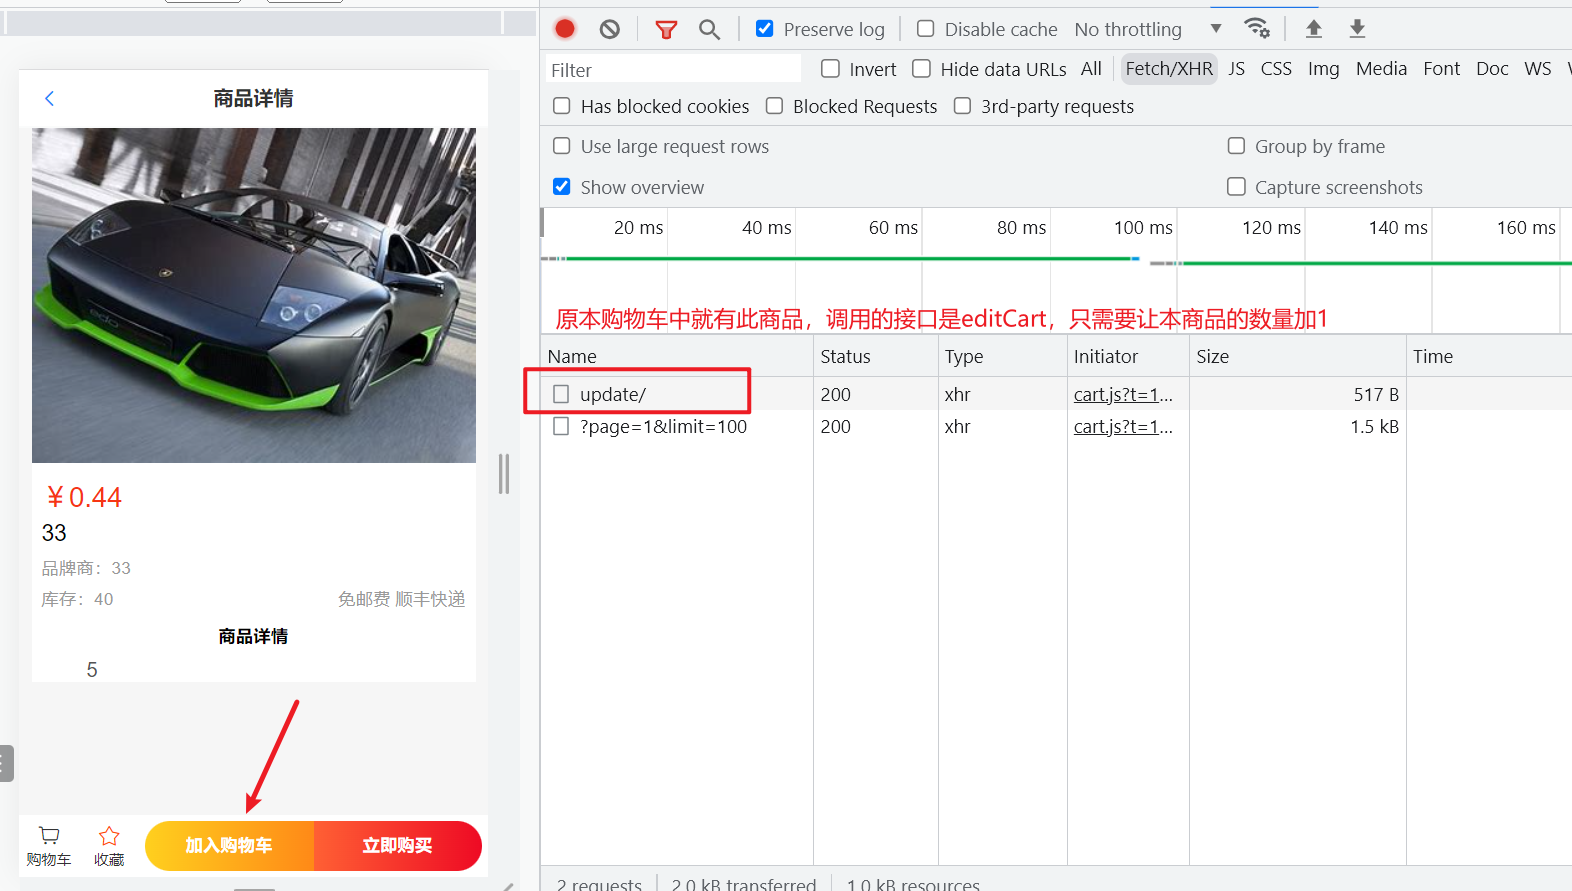 商品详情
edo
￥0.44
33
品牌商：33
库存：40
免邮费 顺丰快递
商品详情
5
购物车
收藏
加入购物车
立即购买
Preserve log
Disable cache
No throttling
Filter
Invert
Hide data URLs
All
Fetch/XHR
JS
CSS
Img
Media
Font
Doc
WS
Has blocked cookies
Blocked Requests
3rd-party requests
Use large request rows
Group by frame
Show overview
Capture screenshots
20 ms
40 ms
60 ms
80 ms
100 ms
120 ms
140 ms
160 ms
原本购物车中就有此商品，调用的接口是editCart，只需要让本商品的数量加1
Name
Status
Type
Initiator
Size
Time
update/
200
xhr
cart.js?t=1...
517 B
?page=1&limit=100
200
xhr
cart.js?t=1...
1.5 kB
2 requests
2.0 kB transferred
1.0 kB resources